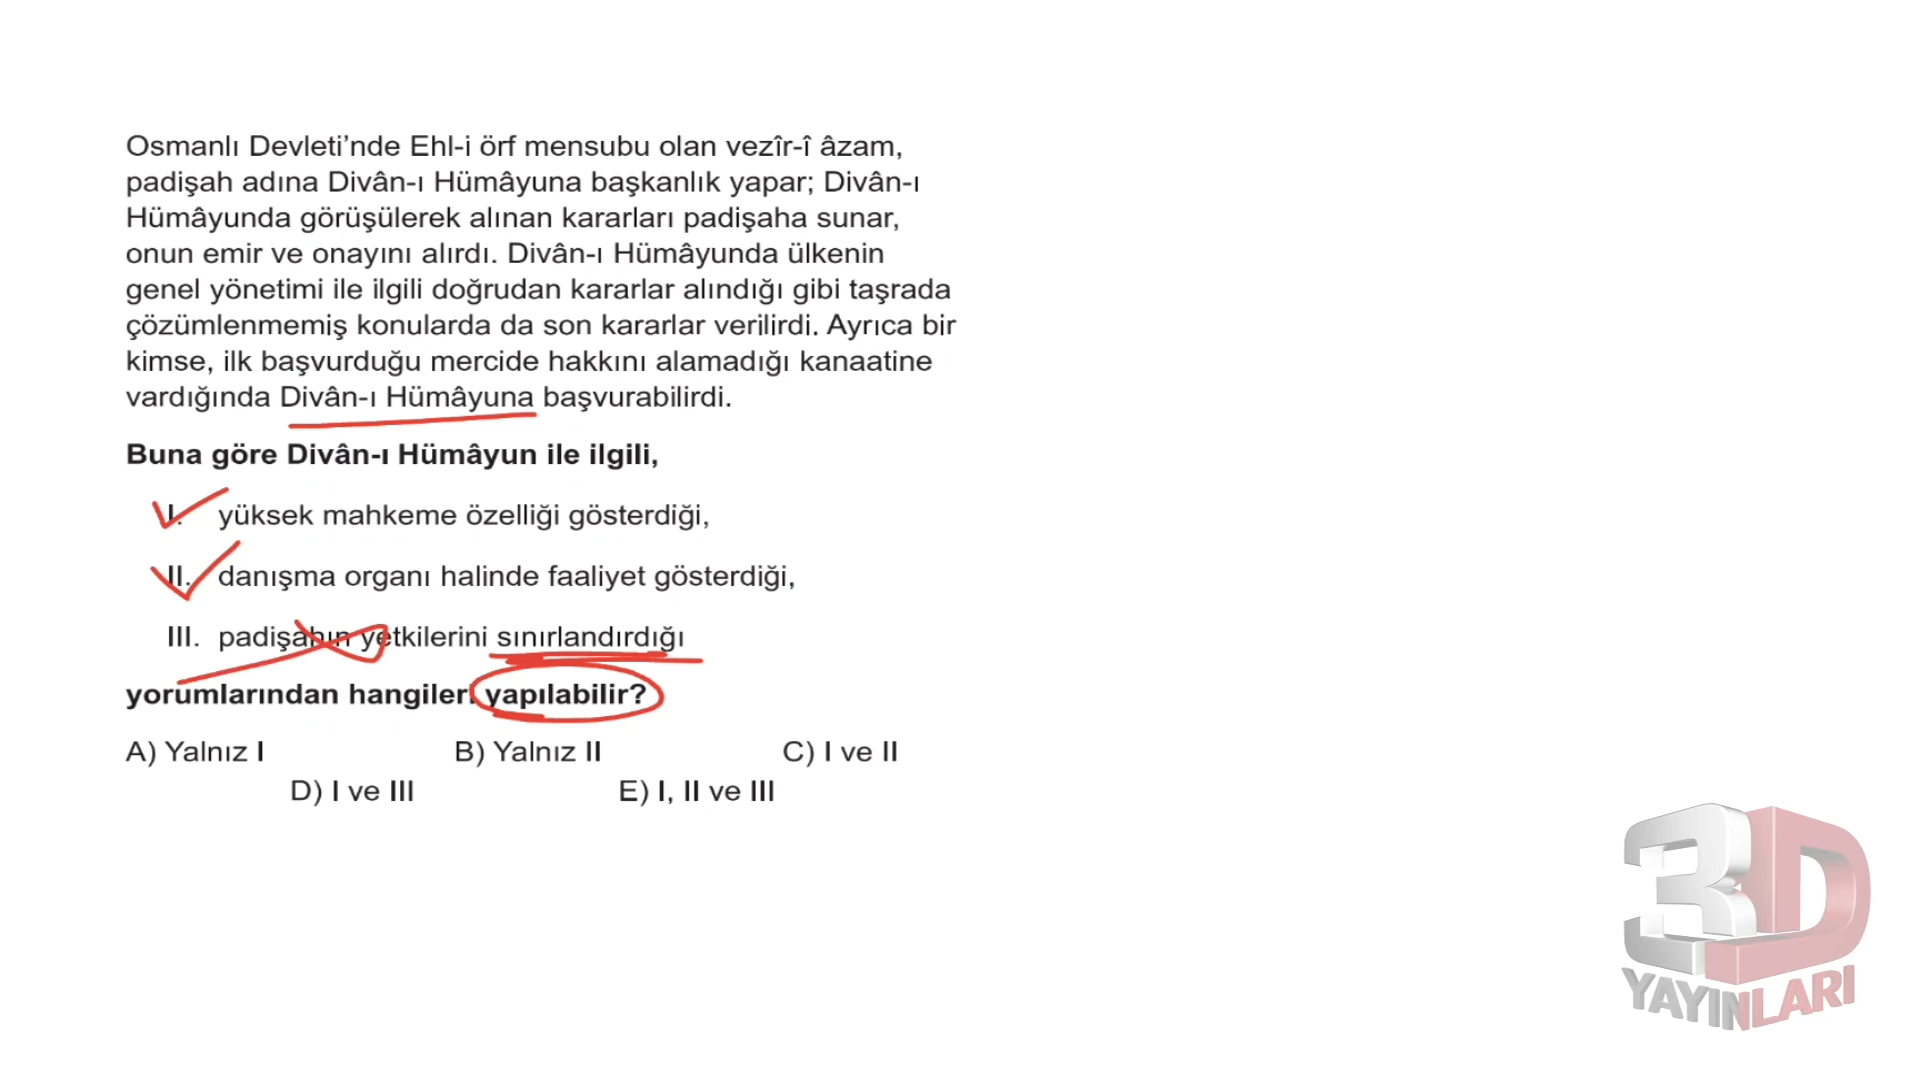 Osmanlı Devleti’nde Ehl-i örf mensubu olan vezîr-î âzam,
padişah adına Divân-ı Hümâyuna başkanlık yapar; Divân-ı
Hümâyunda görüşülerek alınan kararları padişaha sunar,
onun emir ve onayını alırdı. Divân-ı Hümâyunda ülkenin
genel yönetimi ile ilgili doğrudan kararlar alındığı gibi taşrada
çözümlenmemiş konularda da son kararlar verilirdi. Ayrıca bir
kimse, ilk başvurduğu mercide hakkını alamadığı kanaatine
vardığında Divân-ı Hümâyuna başvurabilirdi.
Buna göre Divân-ı Hümâyun ile ilgili,
I. yüksek mahkeme özelliği gösterdiği,
II. danışma organı halinde faaliyet gösterdiği,
III. padişahın yetkilerini sınırlandırdığı
yorumlarından hangileri yapılabilir?
A) Yalnız I B) Yalnız II C) I ve II
D) I ve III E) I, II ve III
3D
YAYINLARI